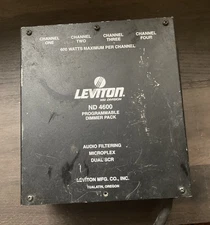 CHANNEL ONE
CHANNEL TWO
CHANNEL THREE
CHANNEL FOUR
600 WATTS MAXIMUM PER CHANNEL
LEVITON
ND 4600
PROGRAMMABLE
DIMMER PACK
AUDIO FILTERING
MICROPLEX
DUAL SCR
LEVITON MFG. CO., INC.
TUALATIN, OREGON